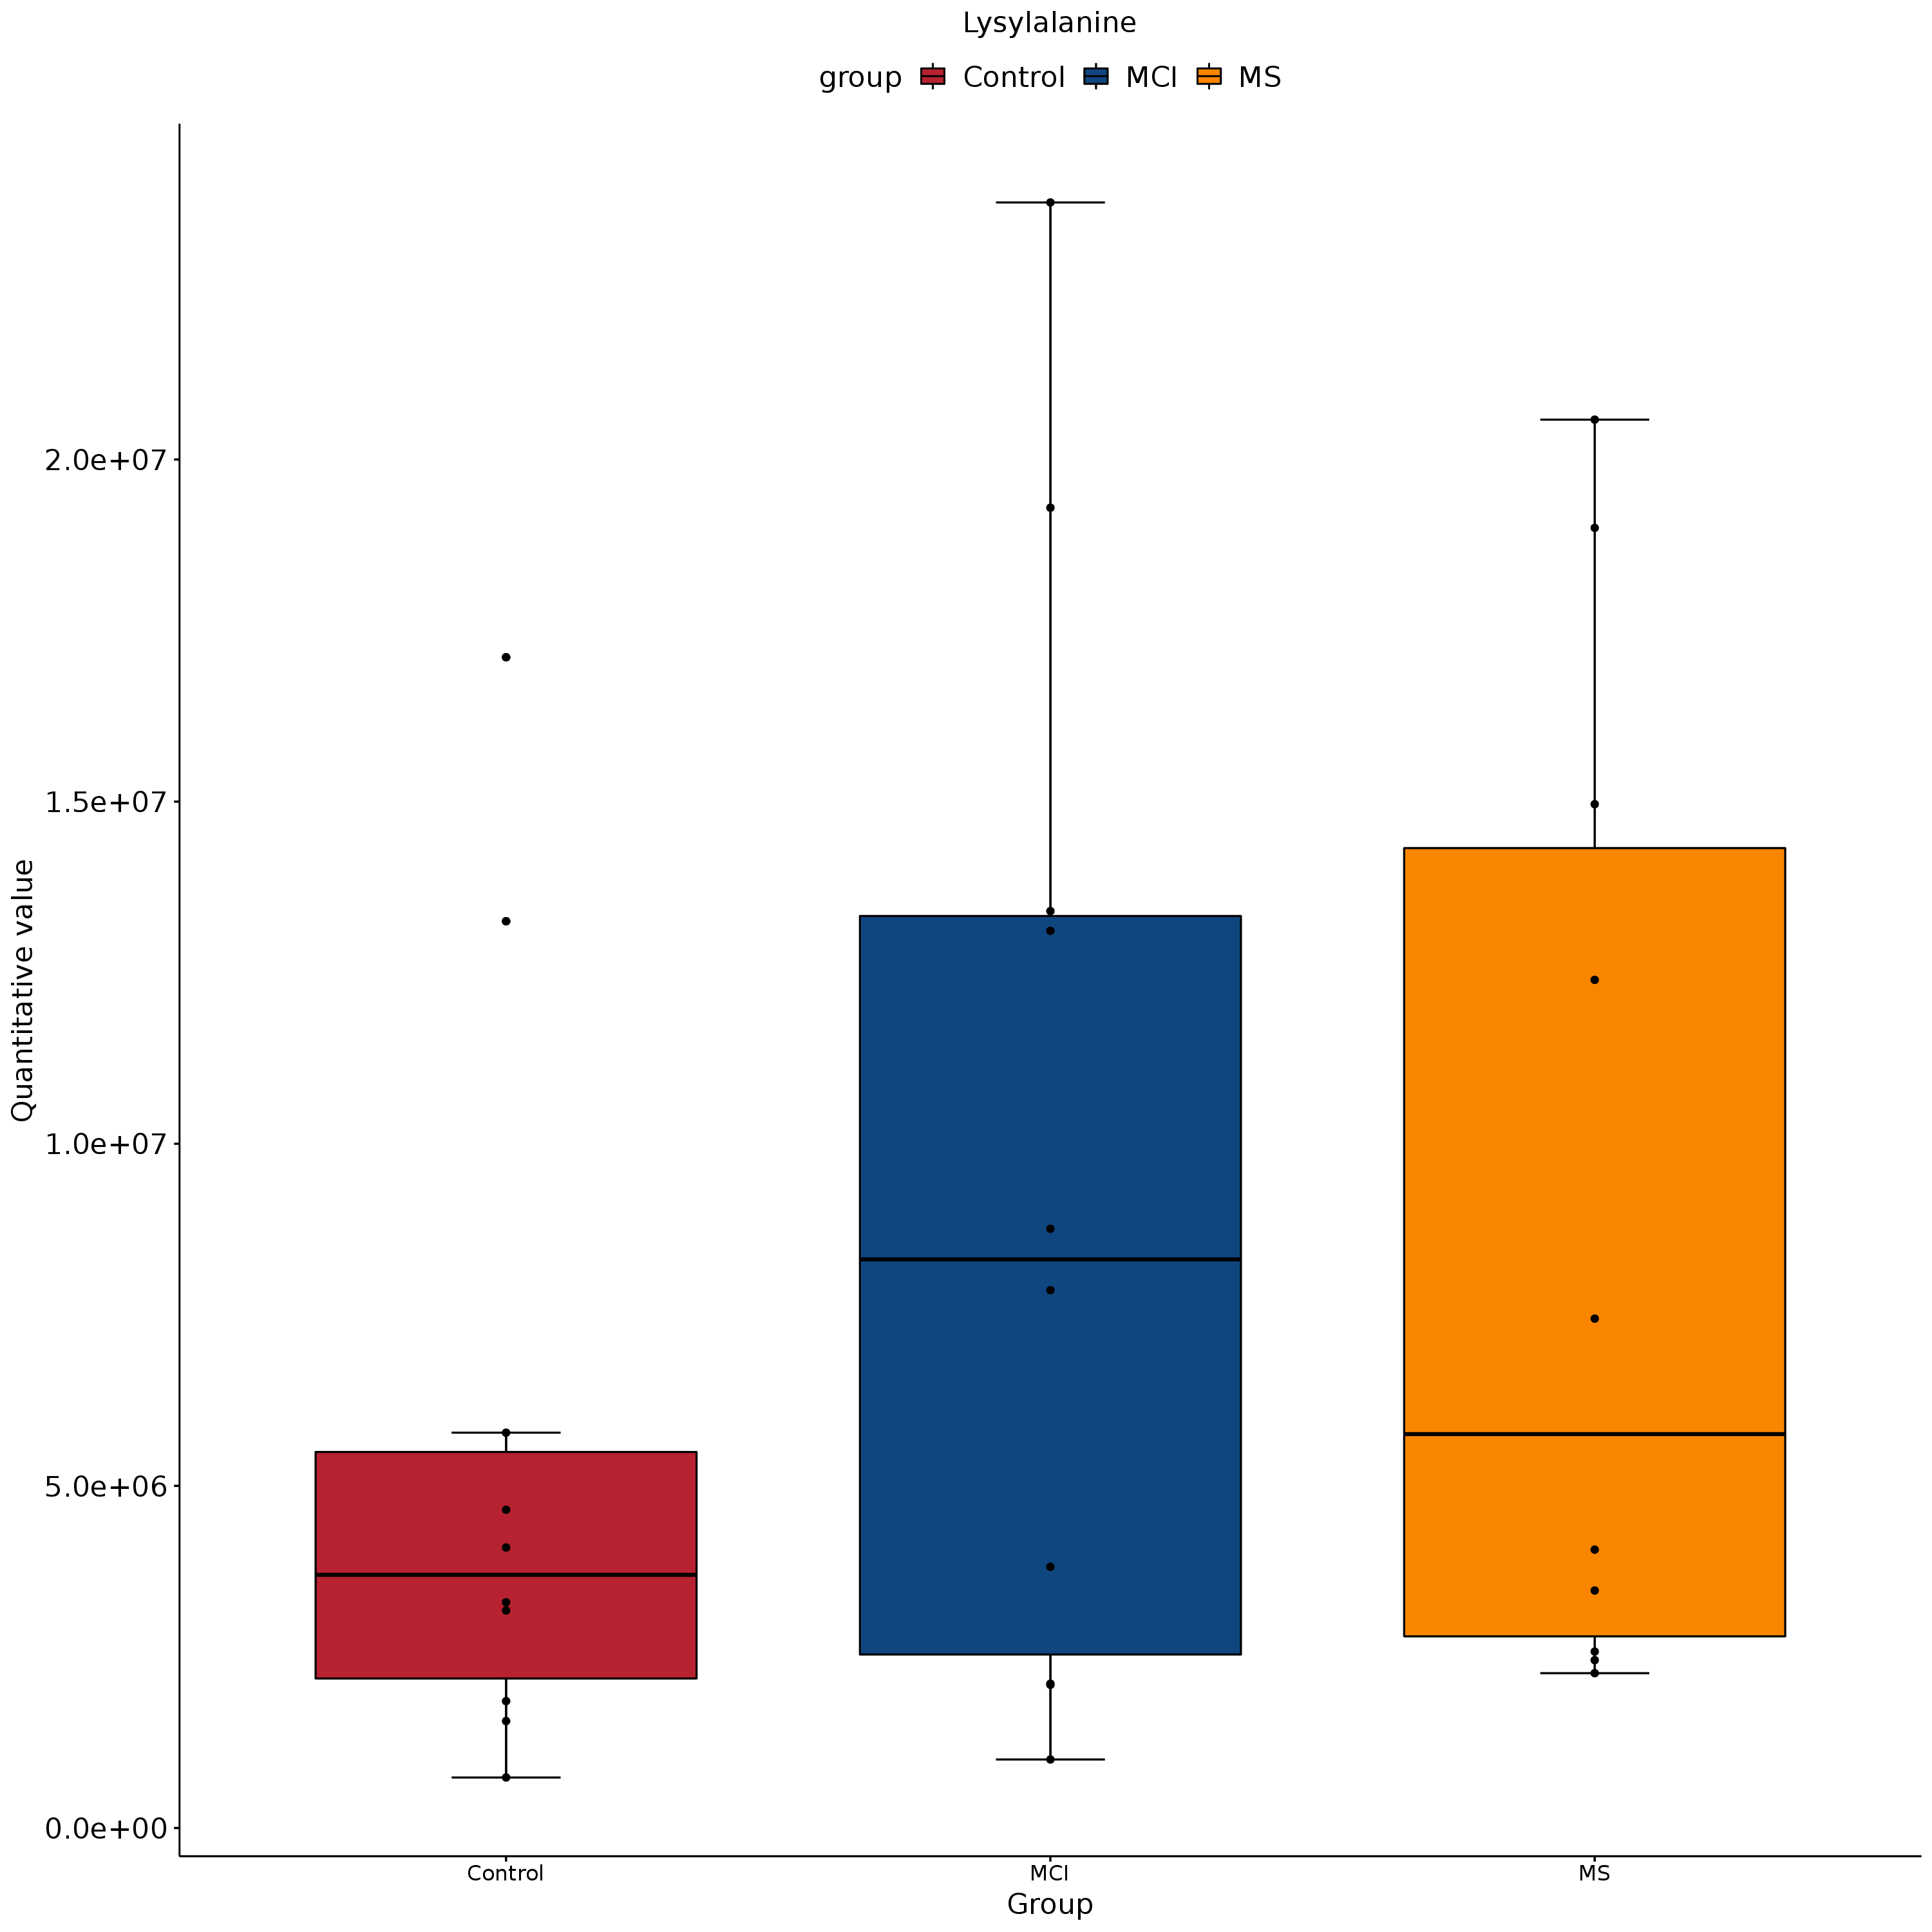 Lysylalanine
group Control MCI MS
Quantitative value
2.0e+07
1.5e+07
1.0e+07
5.0e+06
0.0e+00
Control MCI MS
Group